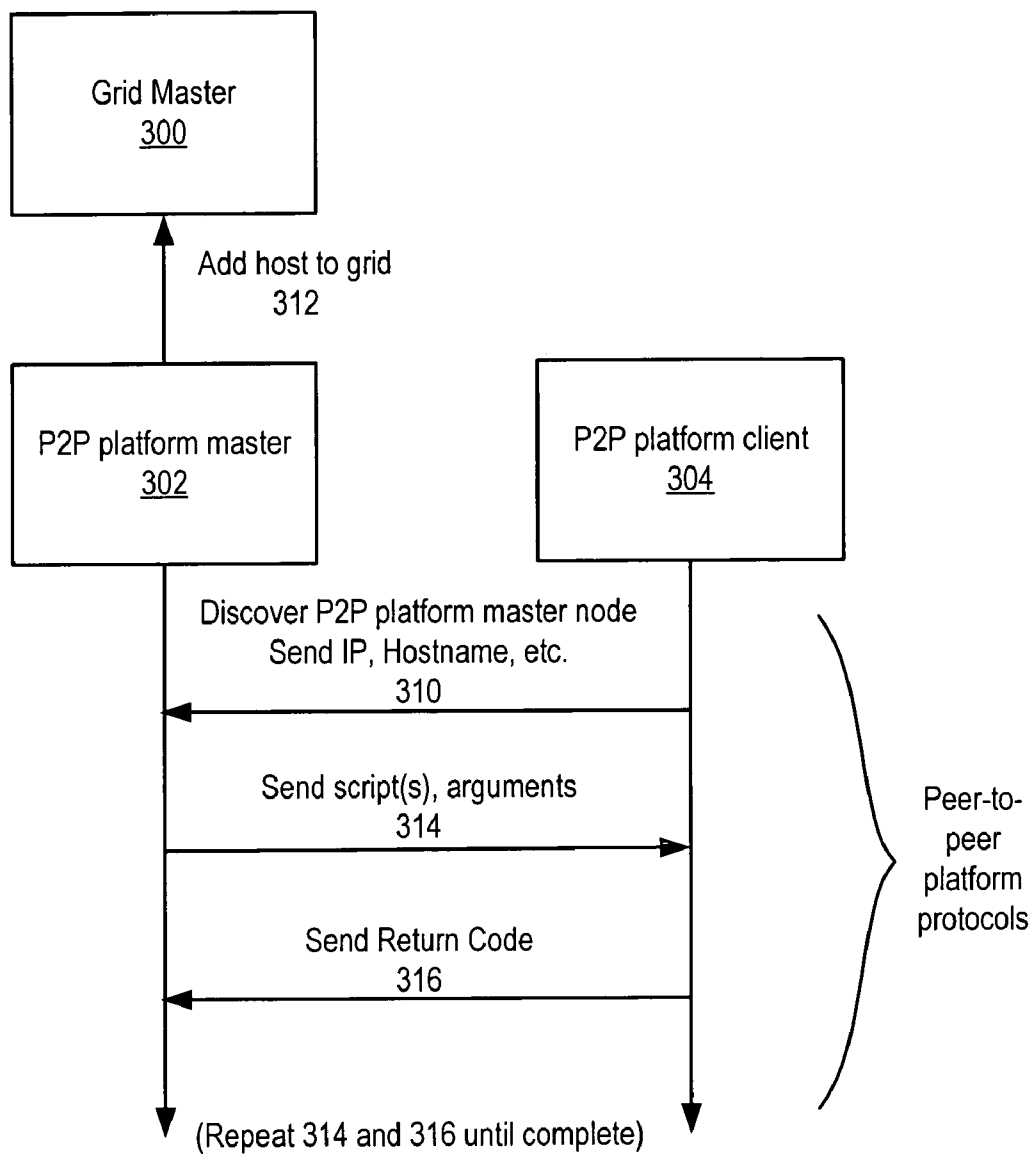 Grid Master
300
Add host to grid
312
P2P platform master
302
P2P platform client
304
Discover P2P platform master node
Send IP, Hostname, etc.
310
Send script(s), arguments
314
Send Return Code
316
Peer-to-
peer
platform
protocols
(Repeat 314 and 316 until complete)